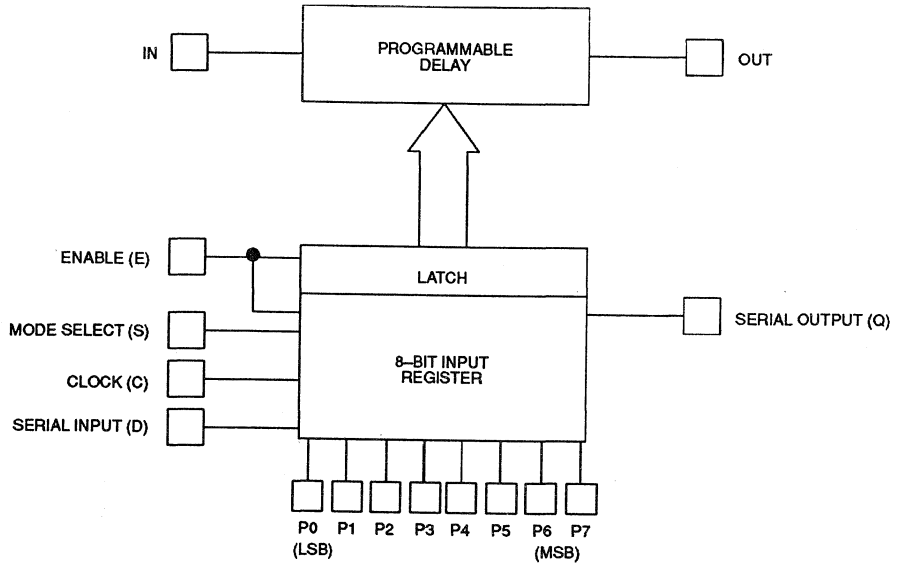 IN
PROGRAMMABLE
DELAY
OUT
ENABLE (E)
LATCH
MODE SELECT (S)
SERIAL OUTPUT (Q)
8–BIT INPUT
REGISTER
CLOCK (C)
SERIAL INPUT (D)
P0 P1 P2 P3 P4 P5 P6 P7
(LSB) (MSB)